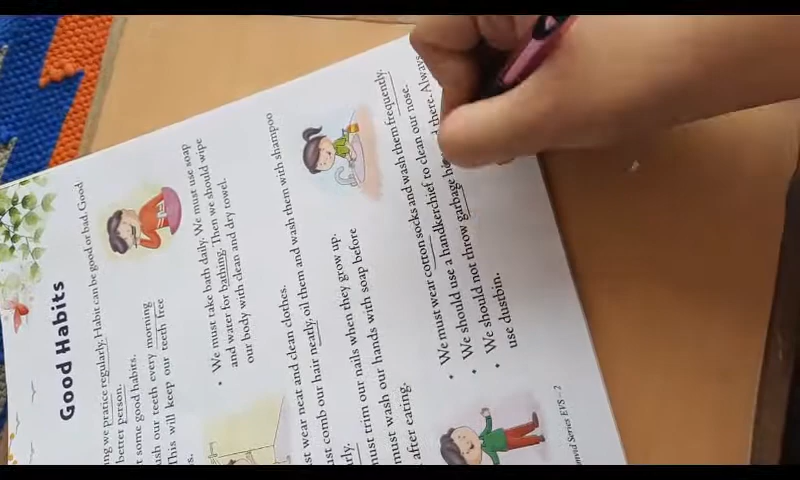 Good Habits
ing we pratice regularly. Habit can be good or bad. Good
better person.
t some good habits.
ush our teeth every morning
This will keep our teeth free
s.
• We must take bath daily. We must use soap
and water for bathing. Then we should wipe
our body with clean and dry towel.
st wear neat and clean clothes.
ust comb our hair nearly, oil them and wash them with shampoo
arly.
must trim our nails when they grow up.
must wash our hands with soap before
after eating.
• We must wear cotton socks and wash them frequently.
• We should use a handkerchief to clean our nose.
• We should not throw garbage here and there. Always
use dustbin.
Series EVS – 2